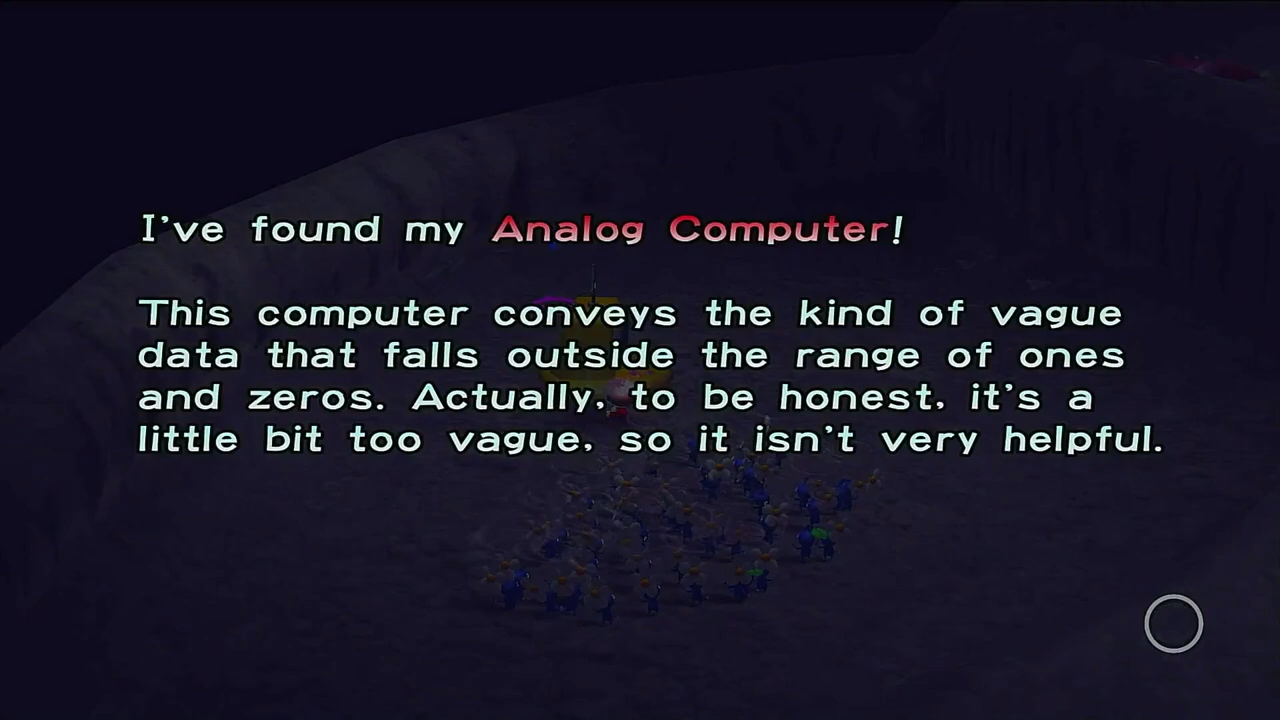 I've found my Analog Computer!
This computer conveys the kind of vague
data that falls outside the range of ones
and zeros. Actually, to be honest, it's a
little bit too vague, so it isn't very helpful.